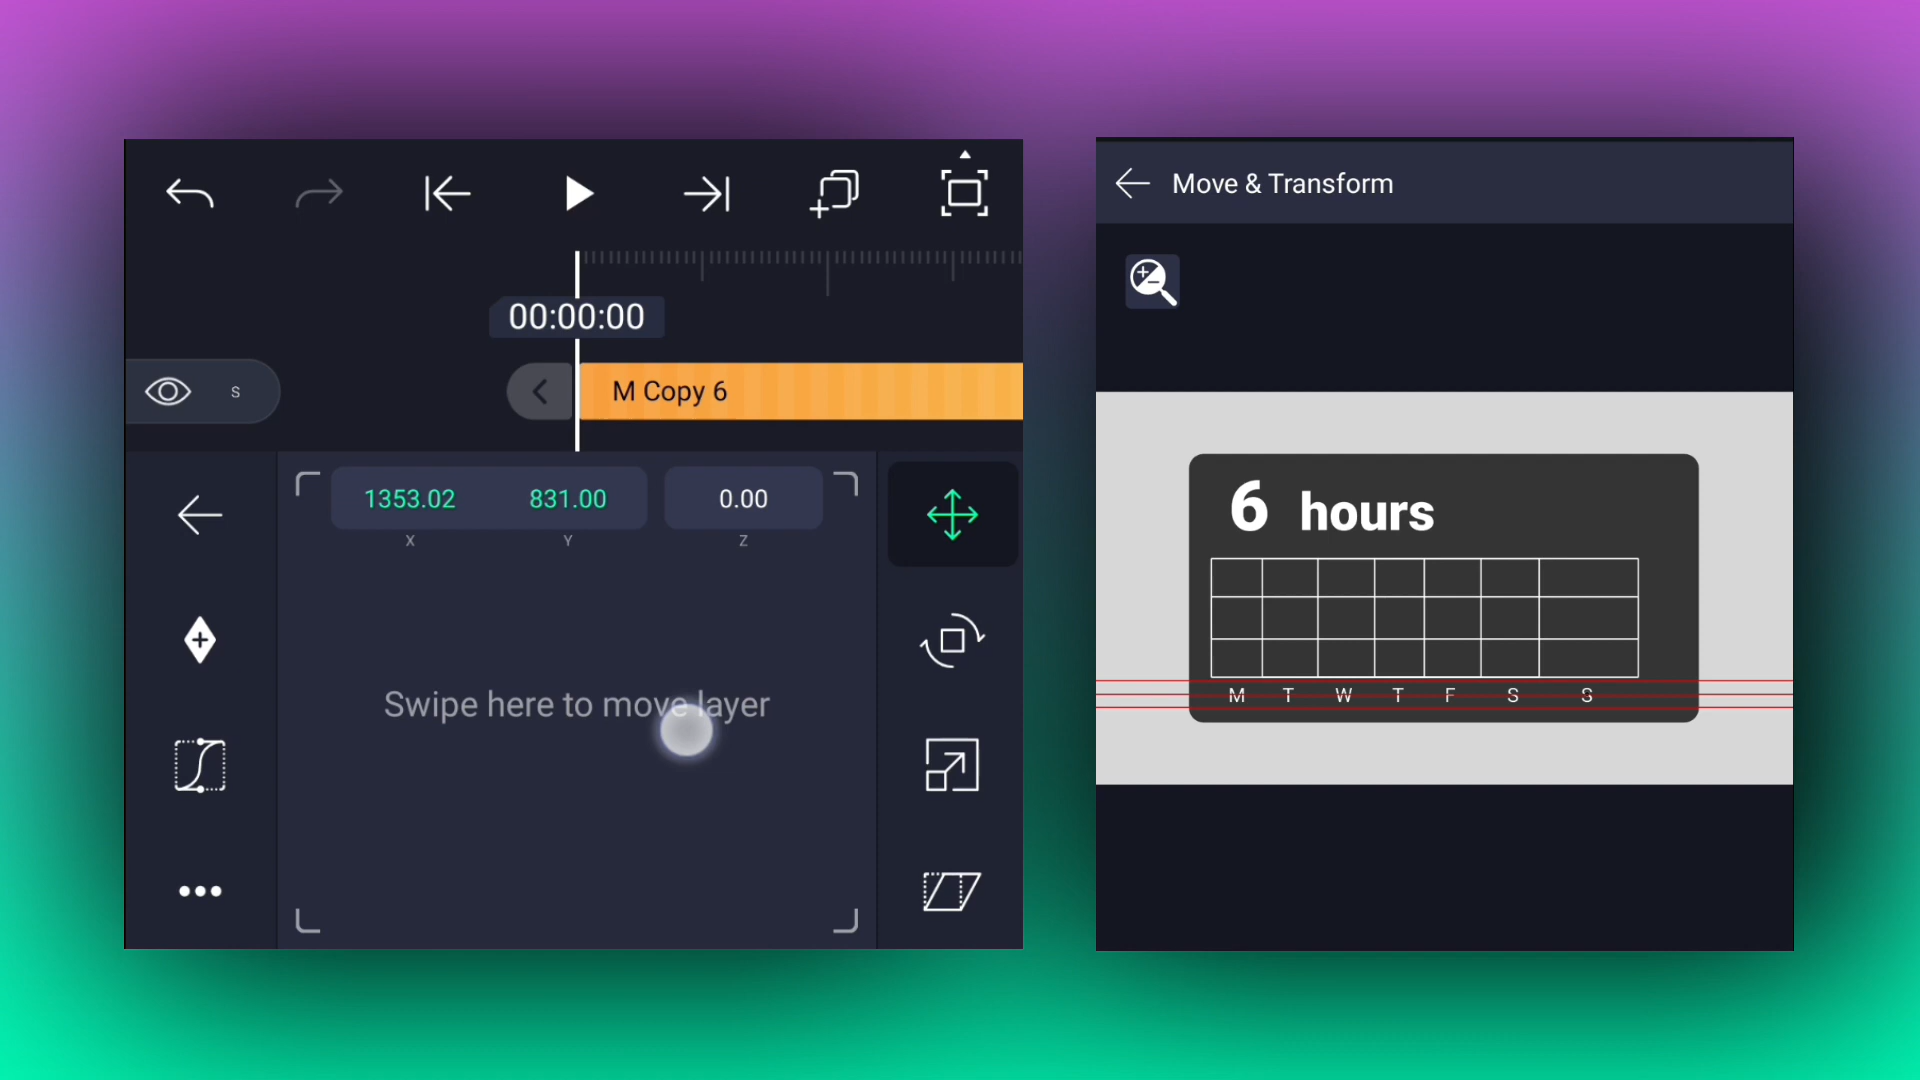 00:00:00
S
M Copy 6
1353.02 831.00 0.00
X Y Z
Swipe here to move layer
Move & Transform
6 hours
M T W T F S S